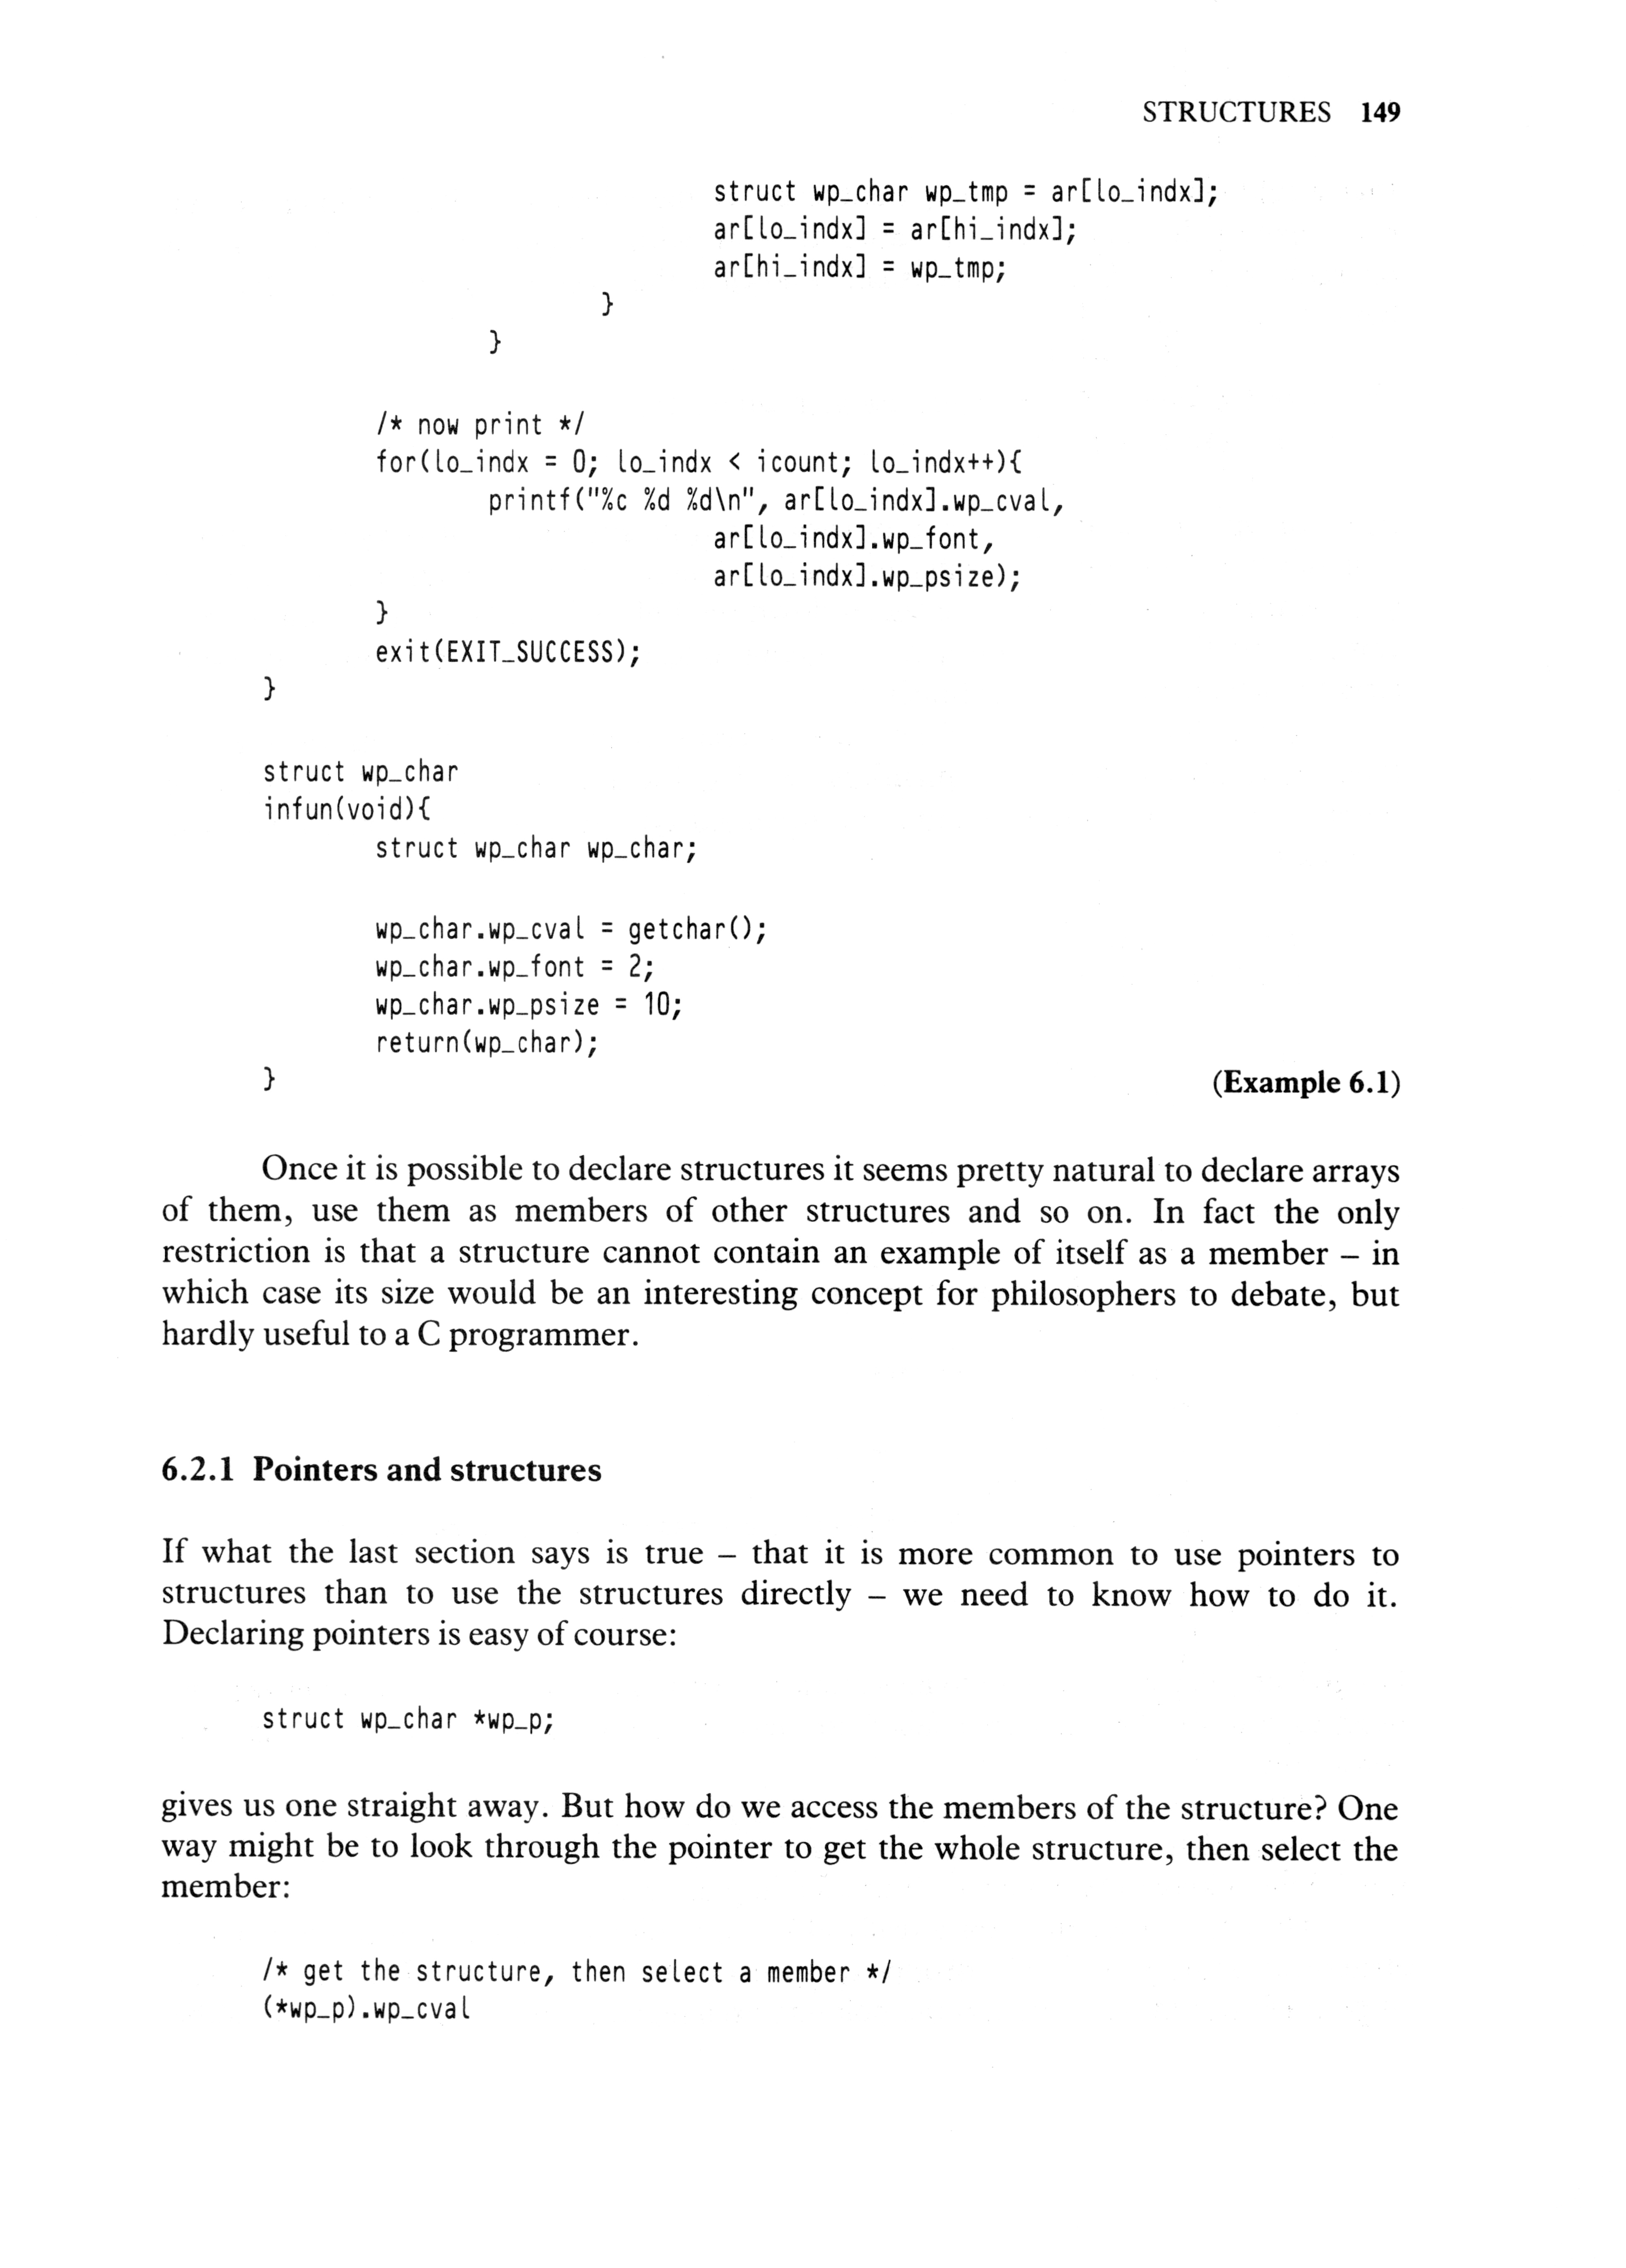 STRUCTURES 149
struct wp_char wp_tmp = ar[lo_indx];
ar[lo_indx] = ar[hi_indx];
ar[hi_indx] = wp_tmp;
}
}
/* now print */
for(lo_indx = 0; lo_indx < icount; lo_indx++){
printf("%c %d %d\n", ar[lo_indx].wp_cval,
ar[lo_indx].wp_font,
ar[lo_indx].wp_psize);
}
exit(EXIT_SUCCESS);
}
struct wp_char
infun(void){
struct wp_char wp_char;
wp_char.wp_cval = getchar();
wp_char.wp_font = 2;
wp_char.wp_psize = 10;
return(wp_char);
}
(Example 6.1)
Once it is possible to declare structures it seems pretty natural to declare arrays
of them, use them as members of other structures and so on. In fact the only
restriction is that a structure cannot contain an example of itself as a member – in
which case its size would be an interesting concept for philosophers to debate, but
hardly useful to a C programmer.
6.2.1 Pointers and structures
If what the last section says is true – that it is more common to use pointers to
structures than to use the structures directly – we need to know how to do it.
Declaring pointers is easy of course:
struct wp_char *wp_p;
gives us one straight away. But how do we access the members of the structure? One
way might be to look through the pointer to get the whole structure, then select the
member:
/* get the structure, then select a member */
(*wp_p).wp_cval